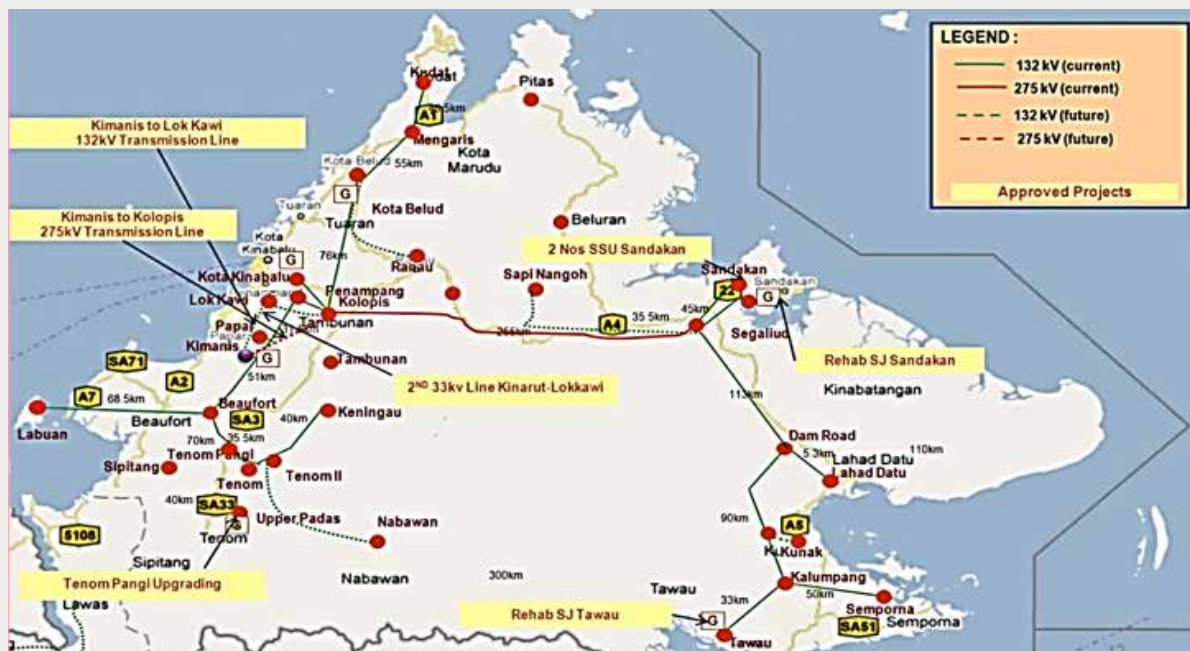 LEGEND :
132 kV (current)
275 kV (current)
132 kV (future)
275 kV (future)
Approved Projects
Kudat
A1
Mengaris
Kota
Marudu
55km
Pitas
Kimanis to Lok Kawi
132kV Transmission Line
Kota Belud
G
Kota Belud
Tuaran
Tuaran
Kimanis to Kolopis
275kV Transmission Line
Kota
Kinabalu
G
76km
Ranau
Beluran
2 Nos SSU Sandakan
Sapi Nangoh
Sandakan
Sandakan
22
G
Kota Kinabalu
Penampang
Kolopis
Lok Kawi
Tambunan
45km
35 5km
A4
Segaliud
Papar
Kimanis
G
Tambunan
Rehab SJ Sandakan
SA71
A2
51km
2ND 33kv Line Kinarut-Lokkawi
Kinabatangan
113km
A7
68.5km
Beaufort
Beaufort
SA3
40km
Keningau
Labuan
70km
35 5km
Dam Road
Tenom Pangi
Sipitang
Tenom
Tenom II
5.3km
Lahad Datu
Lahad Datu
110km
40km
SA33
Upper Padas
G
Tenom
Nabawan
90km
A5
Kunak
5108
Sipitang
Tenom Pangi Upgrading
Nabawan
300km
Tawau
Kalumpang
50km
Semporna
Semporna
Lawas
Rehab SJ Tawau
G
33km
SA51
Tawau